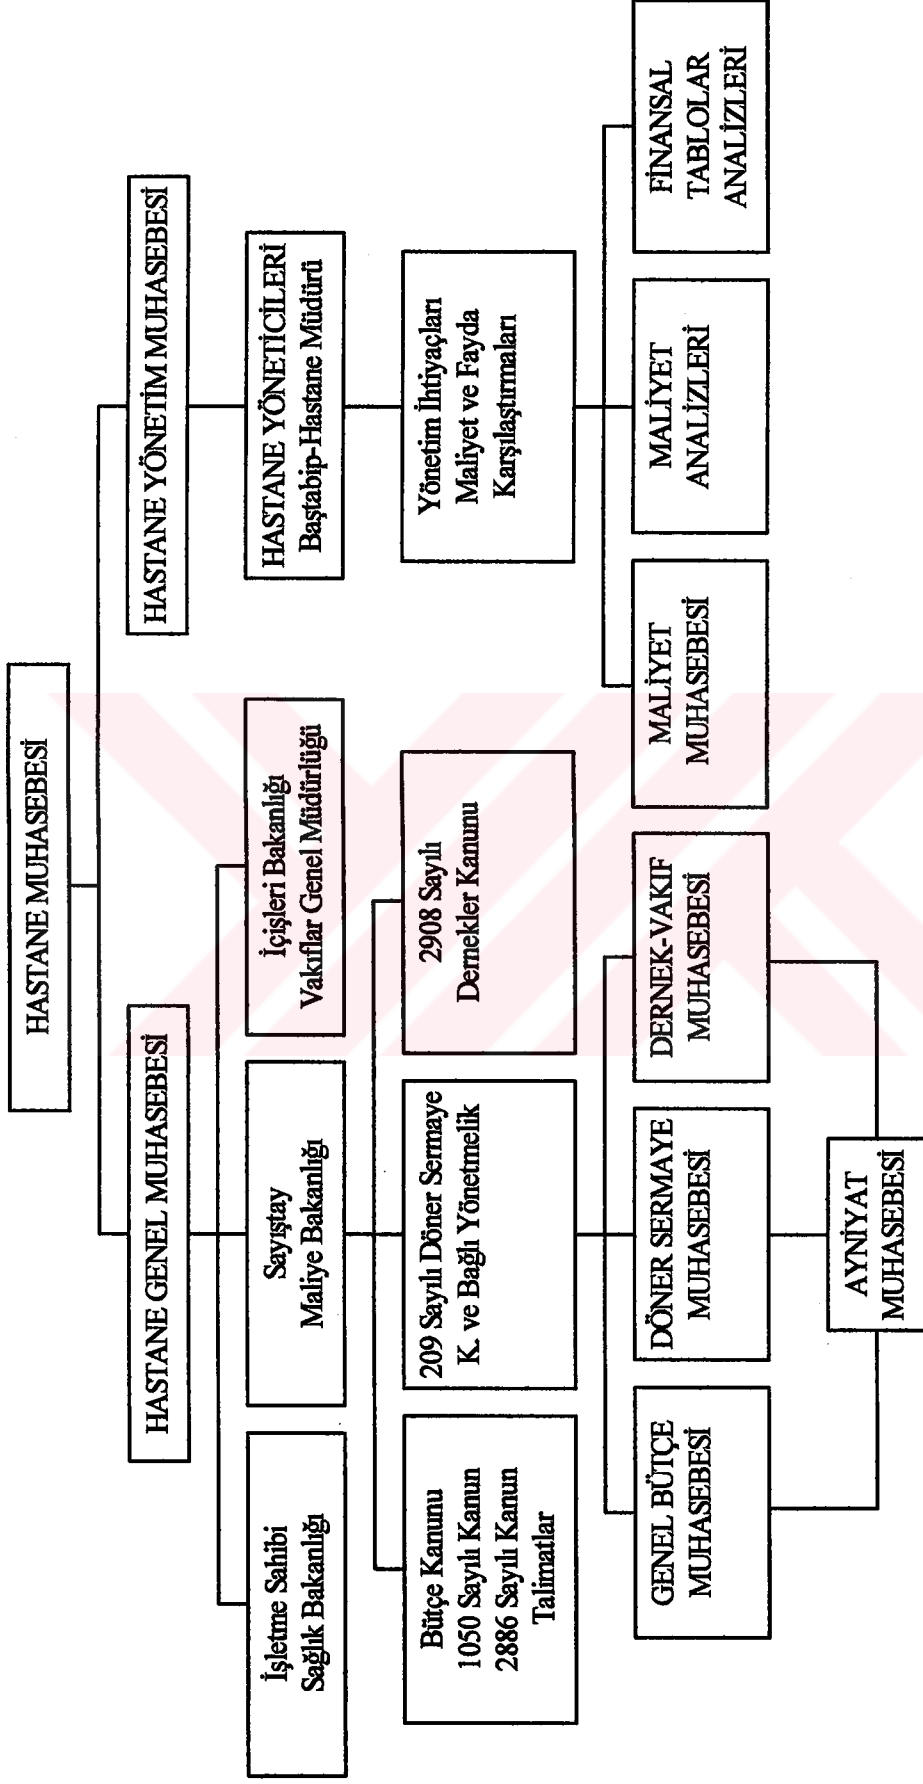 HASTANE MUHASEBESİ
HASTANE GENEL MUHASEBESİ
HASTANE YÖNETİM MUHASEBESİ
İşletme Sahibi
Sağlık Bakanlığı
Sayıştay
Maliye Bakanlığı
İçişleri Bakanlığı
Vakıflar Genel Müdürlüğü
HASTANE YÖNETİCİLERİ
Baştabip-Hastane Müdürü
Bütçe Kanunu
1050 Sayılı Kanun
2886 Sayılı Kanun
Talimatlar
209 Sayılı Döner Sermaye
K. ve Bağlı Yönetmelik
2908 Sayılı
Dernekler Kanunu
Yönetim İhtiyaçları
Maliyet ve Fayda
Karşılaştırmaları
GENEL BÜTÇE
MUHASEBESİ
DÖNER SERMAYE
MUHASEBESİ
DERNEK-VAKIF
MUHASEBESİ
MALİYET
MUHASEBESİ
MALİYET
ANALİZLERİ
FİNANSAL
TABLOLAR
ANALİZLERİ
AYNİYAT
MUHASEBESİ